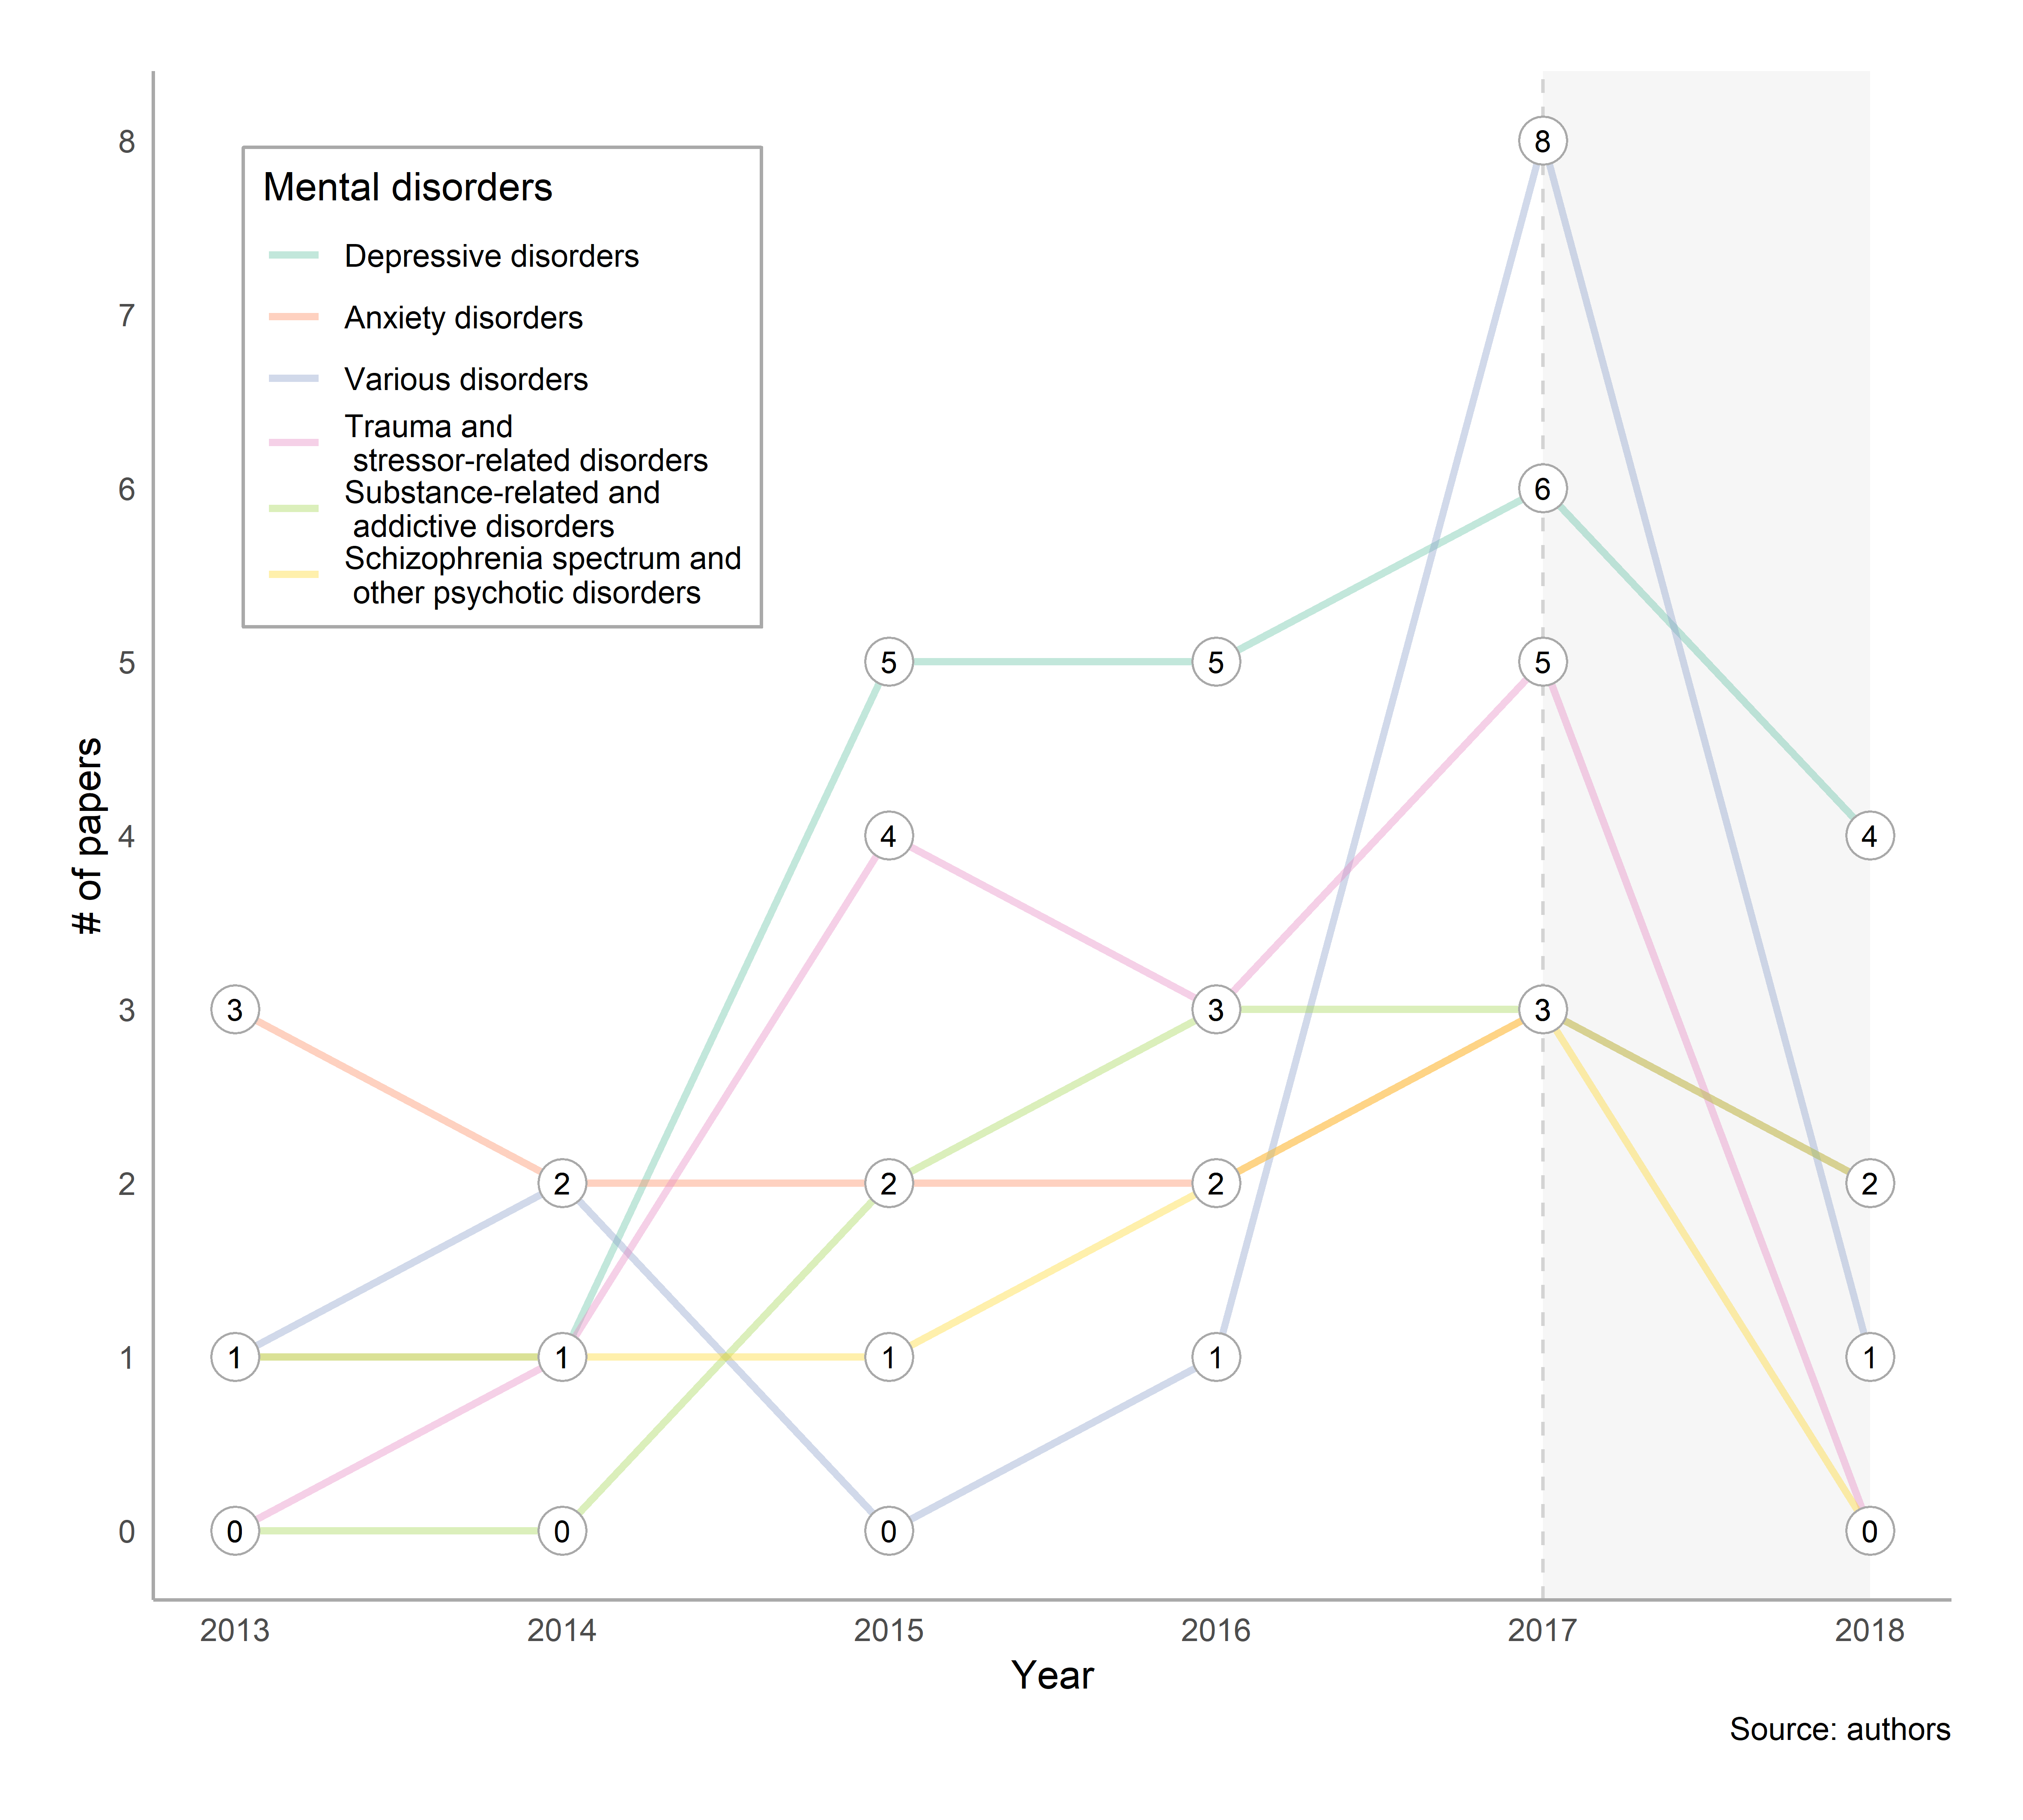 8
7
6
5
4
3
2
1
0
# of papers
Mental disorders
Depressive disorders
Anxiety disorders
Various disorders
Trauma and
stressor-related disorders
Substance-related and
addictive disorders
Schizophrenia spectrum and
other psychotic disorders
8
6
5 5 5
4 4
3 3 3
2 2 2 2
1 1 1 1 1
0 0 0 0
2013 2014 2015 2016 2017 2018
Year
Source: authors